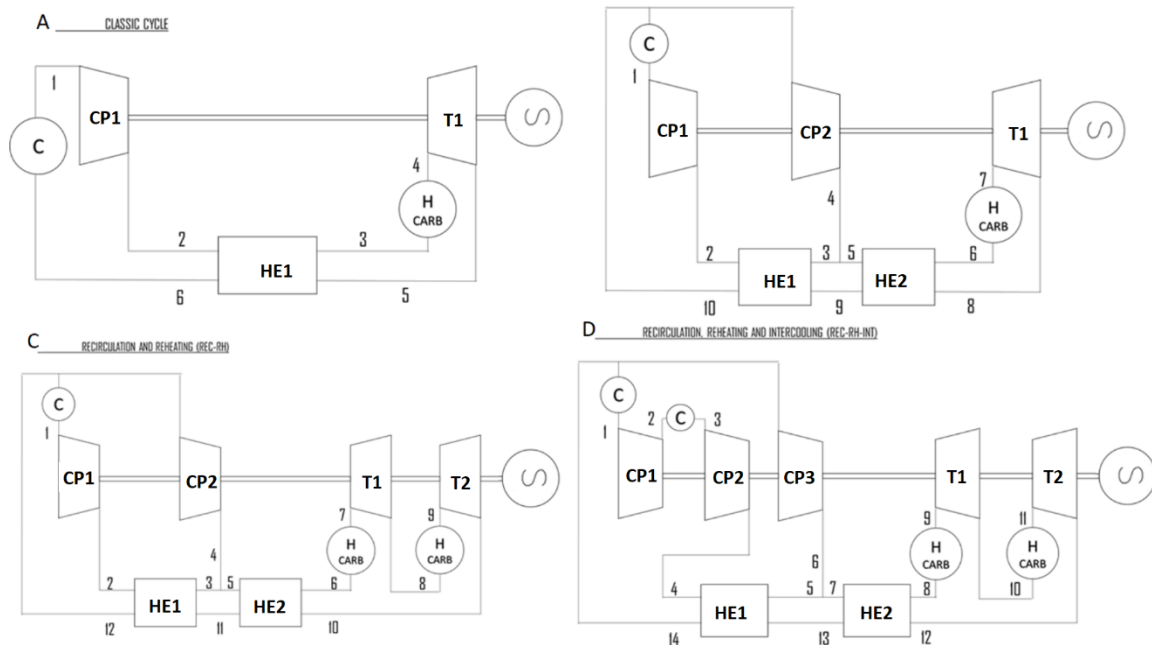 A CLASSIC CYCLE
1
CP1
T1
S
C
4
H
CARB
2
3
HE1
6
5
C
1
CP1
CP2
T1
S
7
4
H
CARB
2
3
5
6
HE1
HE2
10
9
8
C RECIRCULATION AND REHEATING (REC-RH)
C
1
CP1
CP2
T1
T2
S
7
9
H
CARB
H
CARB
4
2
3
5
6
8
HE1
HE2
12
11
10
D RECIRCULATION, REHEATING AND INTERCOOLING (REC-RH-INT)
C
2
C
3
1
CP1
CP2
CP3
T1
T2
S
9
11
H
CARB
H
CARB
6
4
5
7
8
10
HE1
HE2
14
13
12